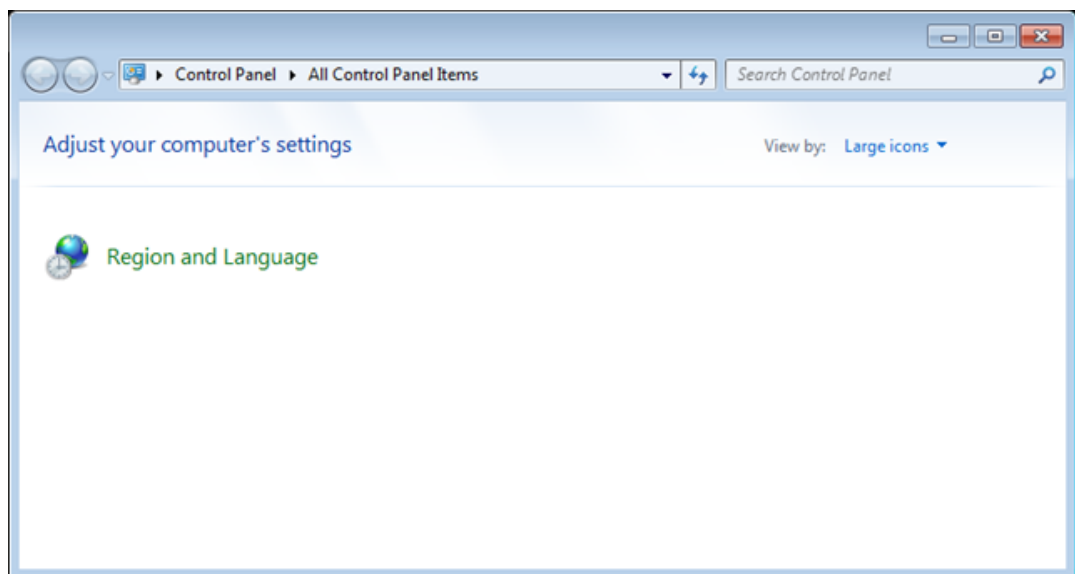 Control Panel All Control Panel Items Search Control Panel
Adjust your computer's settings View by: Large icons
Region and Language